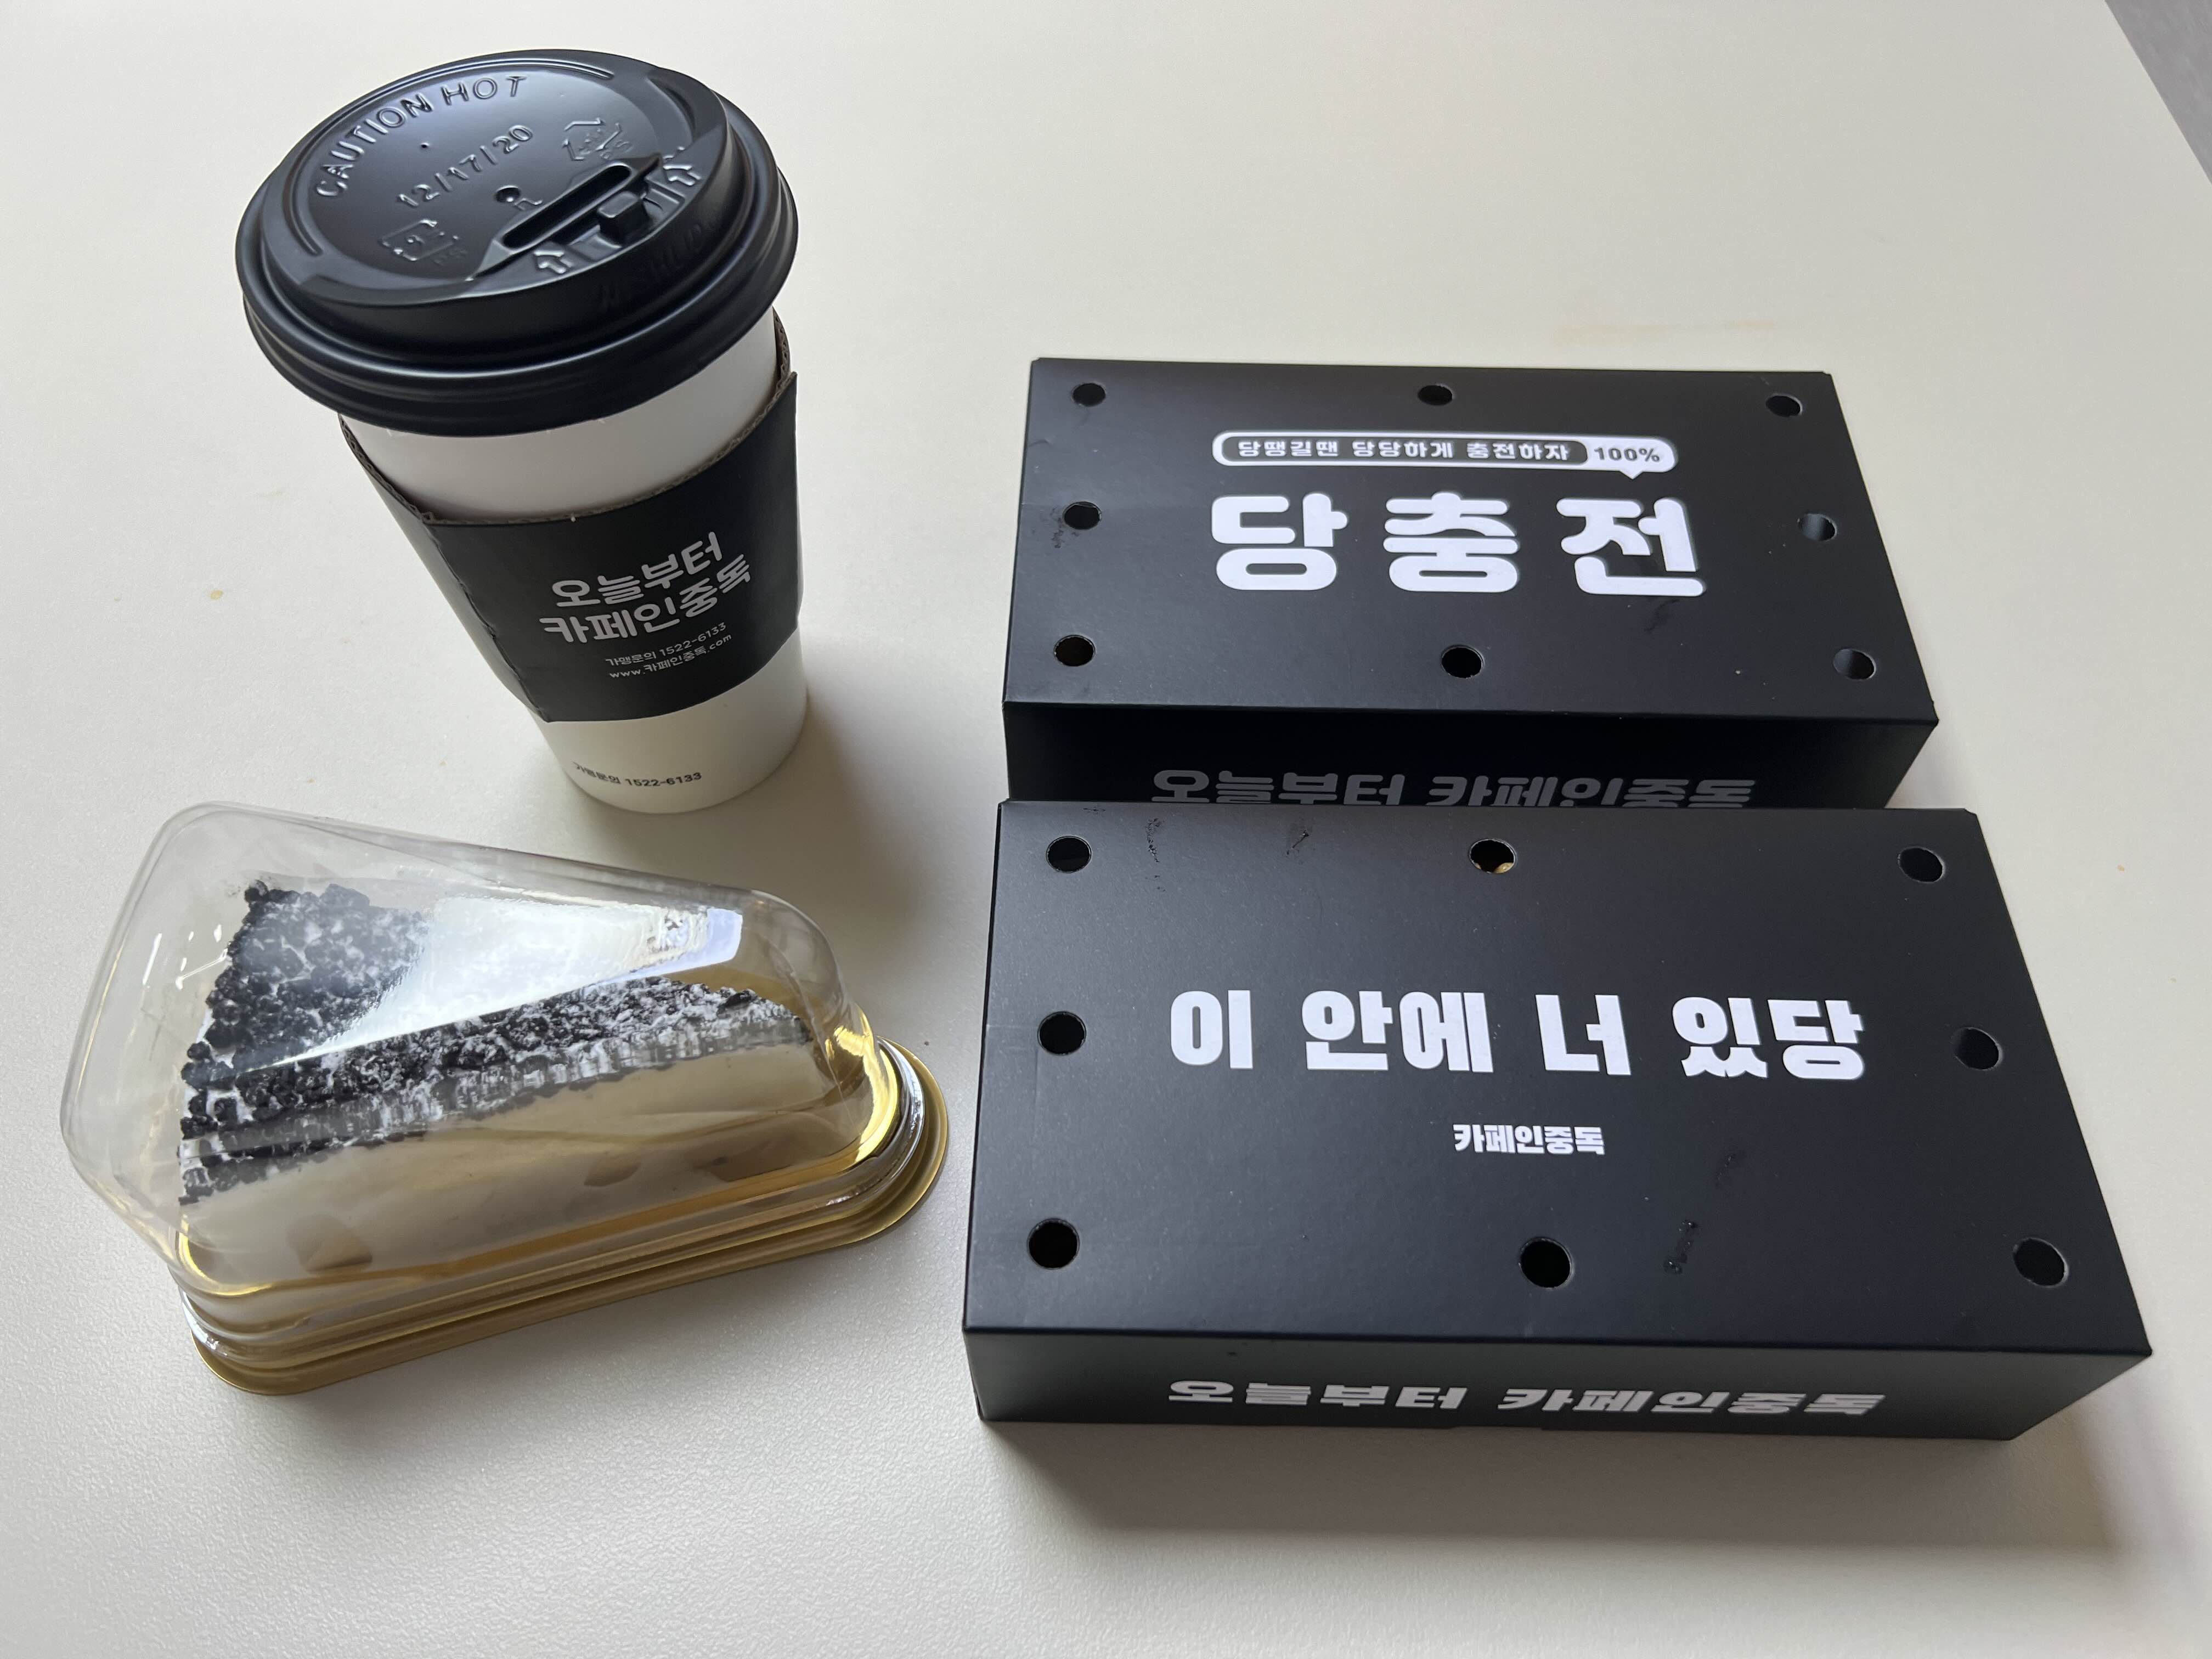 CAUTION HOT
12/17/20
오늘부터
카페인중독
가맹문의 1522-6133
www.카페인중독.com
가맹문의 1522-6133
당땡길땐 당당하게 충전하자 100%
당충전
오늘부터 카페인중독
이 안에 너 있당
카페인중독
오늘부터 카페인중독